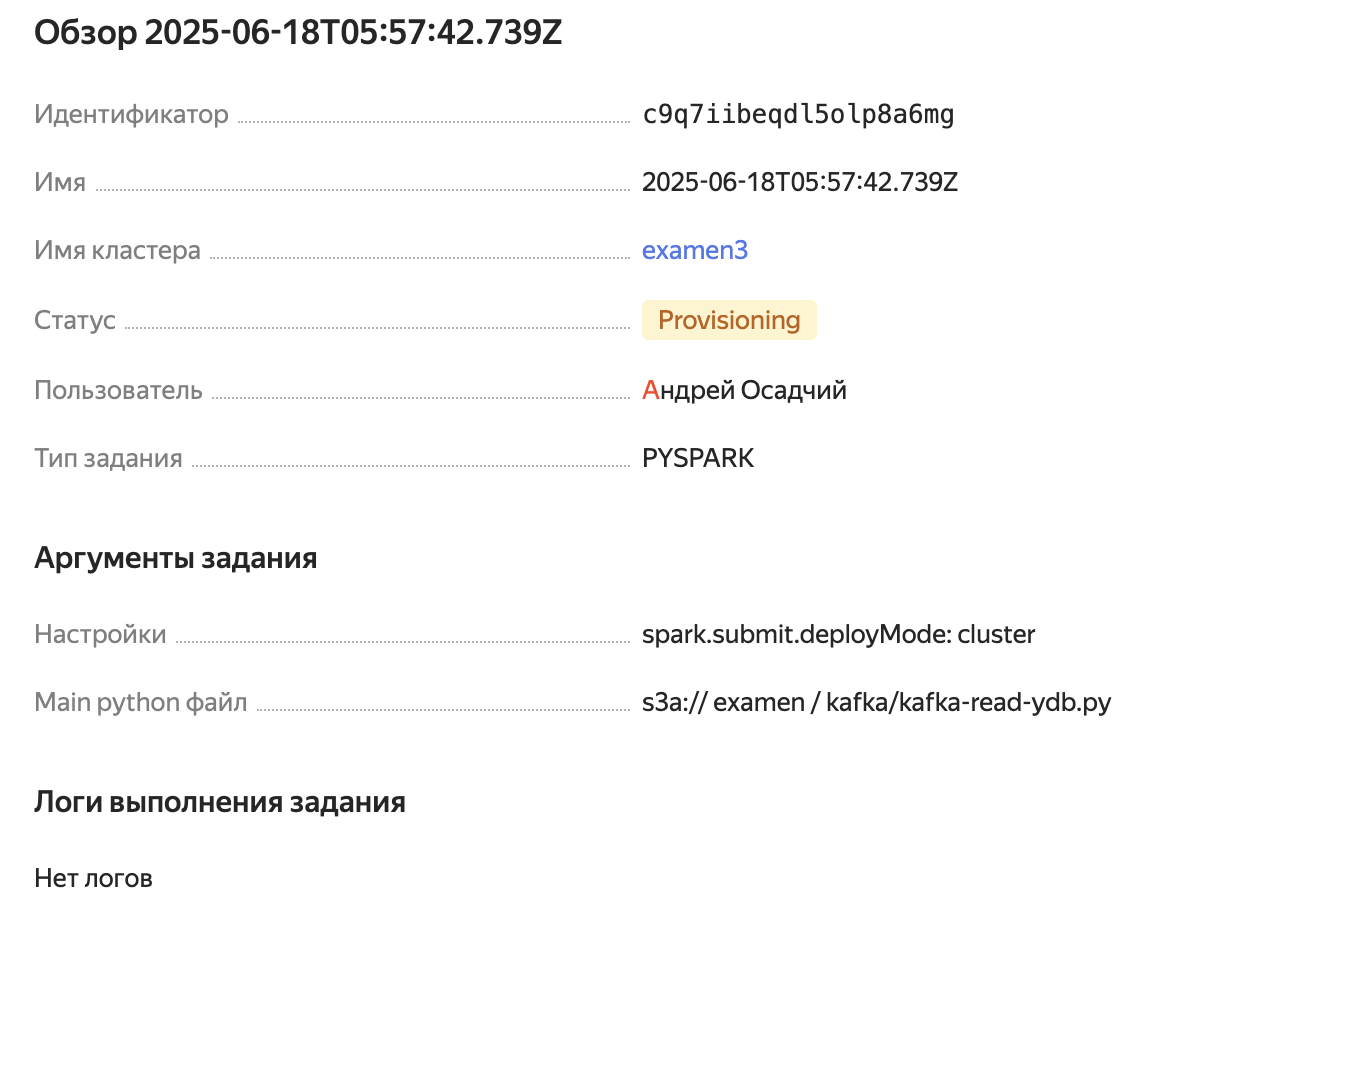 Обзор 2025-06-18T05:57:42.739Z
Идентификатор c9q7iibeqdl5olp8a6mg
Имя 2025-06-18T05:57:42.739Z
Имя кластера examen3
Статус Provisioning
Пользователь Андрей Осадчий
Тип задания PYSPARK
Аргументы задания
Настройки spark.submit.deployMode: cluster
Main python файл s3a:// examen / kafka/kafka-read-ydb.py
Логи выполнения задания
Нет логов